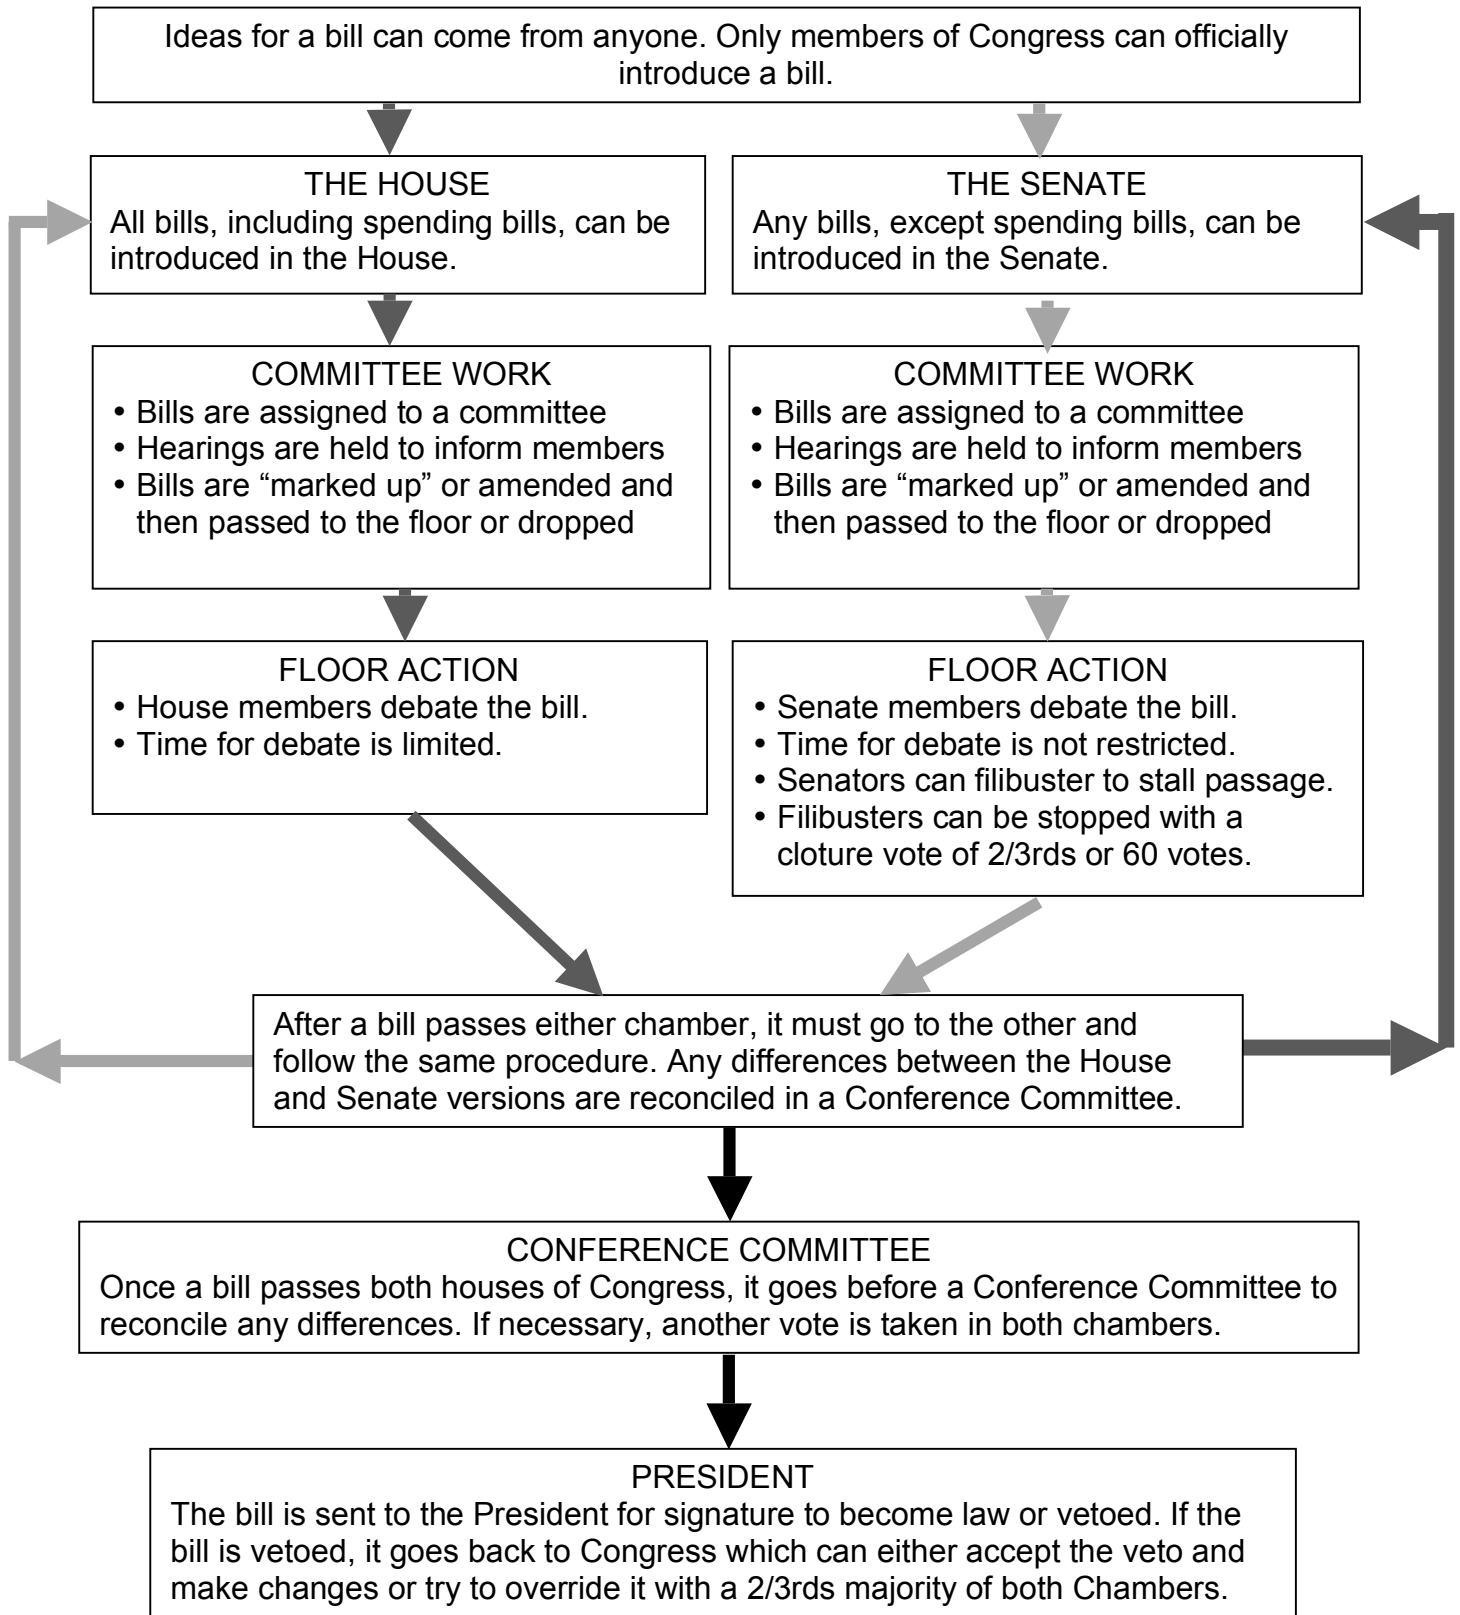 Ideas for a bill can come from anyone. Only members of Congress can officially
introduce a bill.
THE HOUSE
All bills, including spending bills, can be
introduced in the House.
THE SENATE
Any bills, except spending bills, can be
introduced in the Senate.
COMMITTEE WORK
• Bills are assigned to a committee
• Hearings are held to inform members
• Bills are “marked up” or amended and
then passed to the floor or dropped
COMMITTEE WORK
• Bills are assigned to a committee
• Hearings are held to inform members
• Bills are “marked up” or amended and
then passed to the floor or dropped
FLOOR ACTION
• House members debate the bill.
• Time for debate is limited.
FLOOR ACTION
• Senate members debate the bill.
• Time for debate is not restricted.
• Senators can filibuster to stall passage.
• Filibusters can be stopped with a
cloture vote of 2/3rds or 60 votes.
After a bill passes either chamber, it must go to the other and
follow the same procedure. Any differences between the House
and Senate versions are reconciled in a Conference Committee.
CONFERENCE COMMITTEE
Once a bill passes both houses of Congress, it goes before a Conference Committee to
reconcile any differences. If necessary, another vote is taken in both chambers.
PRESIDENT
The bill is sent to the President for signature to become law or vetoed. If the
bill is vetoed, it goes back to Congress which can either accept the veto and
make changes or try to override it with a 2/3rds majority of both Chambers.